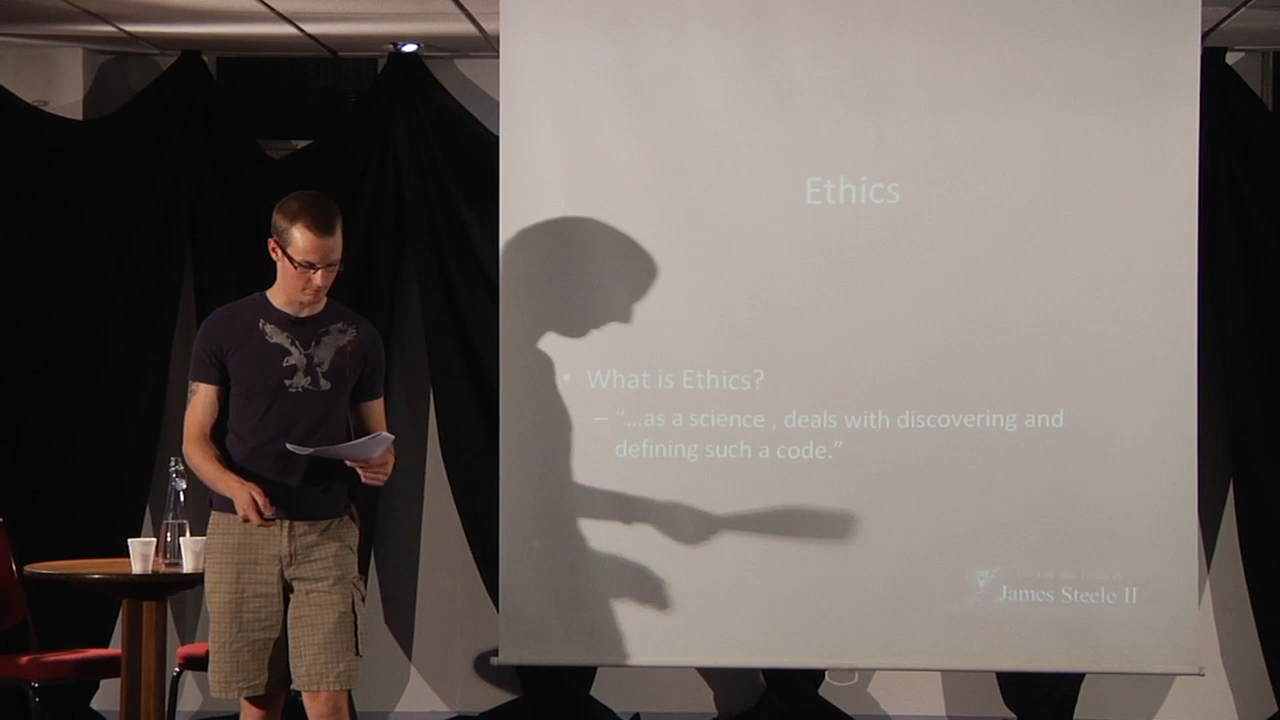 Ethics
• What is Ethics?
– “...as a science , deals with discovering and
defining such a code.”
James Steele II